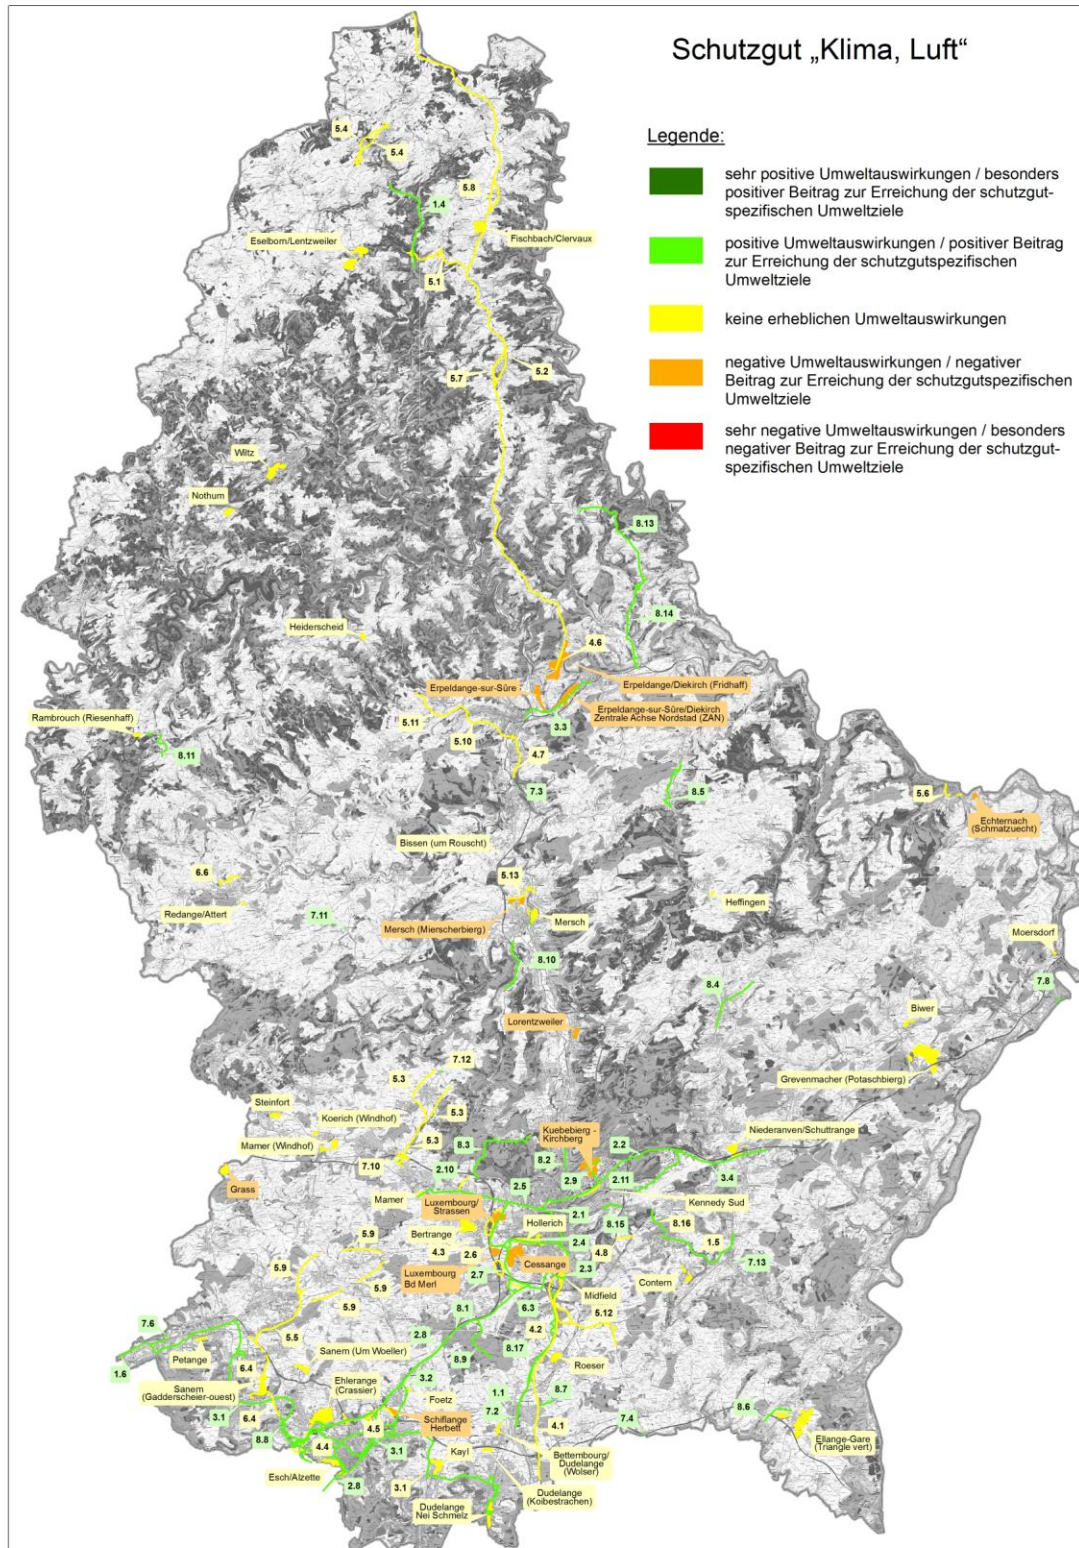 Schutzgut „Klima, Luft“
Legende:
sehr positive Umweltauswirkungen / besonders
positiver Beitrag zur Erreichung der schutzgut-
spezifischen Umweltziele
positive Umweltauswirkungen / positiver Beitrag
zur Erreichung der schutzgutspezifischen
Umweltziele
keine erheblichen Umweltauswirkungen
negative Umweltauswirkungen / negativer
Beitrag zur Erreichung der schutzgutspezifischen
Umweltziele
sehr negative Umweltauswirkungen / besonders
negativer Beitrag zur Erreichung der schutzgut-
spezifischen Umweltziele
5.4
5.4
5.8
1.4
Eselborn/Lentzweiler
Fischbach/Clervaux
5.1
5.7
5.2
Wiltz
Nothum
8.13
8.14
Heiderscheid
4.6
Erpeldange/Diekirch (Fridhaff)
Erpeldange-sur-Sûre
Erpeldange-sur-Sûre/Diekirch
Zentrale Achse Nordstad (ZAN)
Rambrouch (Riesenhaff)
5.11
3.3
5.10
8.11
4.7
7.3
8.5
5.6
Echternach
(Schmatzuecht)
Bissen (um Rouscht)
6.6
5.13
Redange/Attert
7.11
Heffingen
Mersch (Mierscherbierg)
Mersch
Moersdorf
8.10
8.4
7.8
Biwer
Lorentzweiler
7.12
5.3
Grevenmacher (Potaschbierg)
Steinfort
Koerich (Windhof)
5.3
Kuebebierg -
Kirchberg
Niederanven/Schuttrange
Mamer (Windhof)
5.3
8.3
2.2
8.2
7.10
2.10
2.9
2.11
3.4
Grass
2.5
Mamer
Kennedy Sud
Luxembourg/
Strassen
2.1
8.16
Bertrange
Hollerich
8.15
5.9
2.4
1.5
4.3
2.6
4.8
5.9
Cessange
2.3
7.13
Luxembourg
Bd Merl
2.7
Contern
5.9
Midfield
5.9
8.1
6.3
5.12
7.6
5.5
2.8
4.2
Petange
Sanem (Um Woeller)
8.17
8.9
Roeser
1.6
6.4
3.2
Sanem
(Gadderscheier-ouest)
Ehlerange
(Crassier)
Foetz
1.1
8.7
7.2
8.6
3.1
6.4
4.5
Schiflange
Herbett
4.1
7.4
8.8
4.4
3.1
Kayl
Bettembourg/
Dudelange
(Wolser)
Ellange-Gare
(Triangle vert)
Esch/Alzette
2.8
3.1
Dudelange
(Koibestrachen)
Dudelange
Nei Schmelz